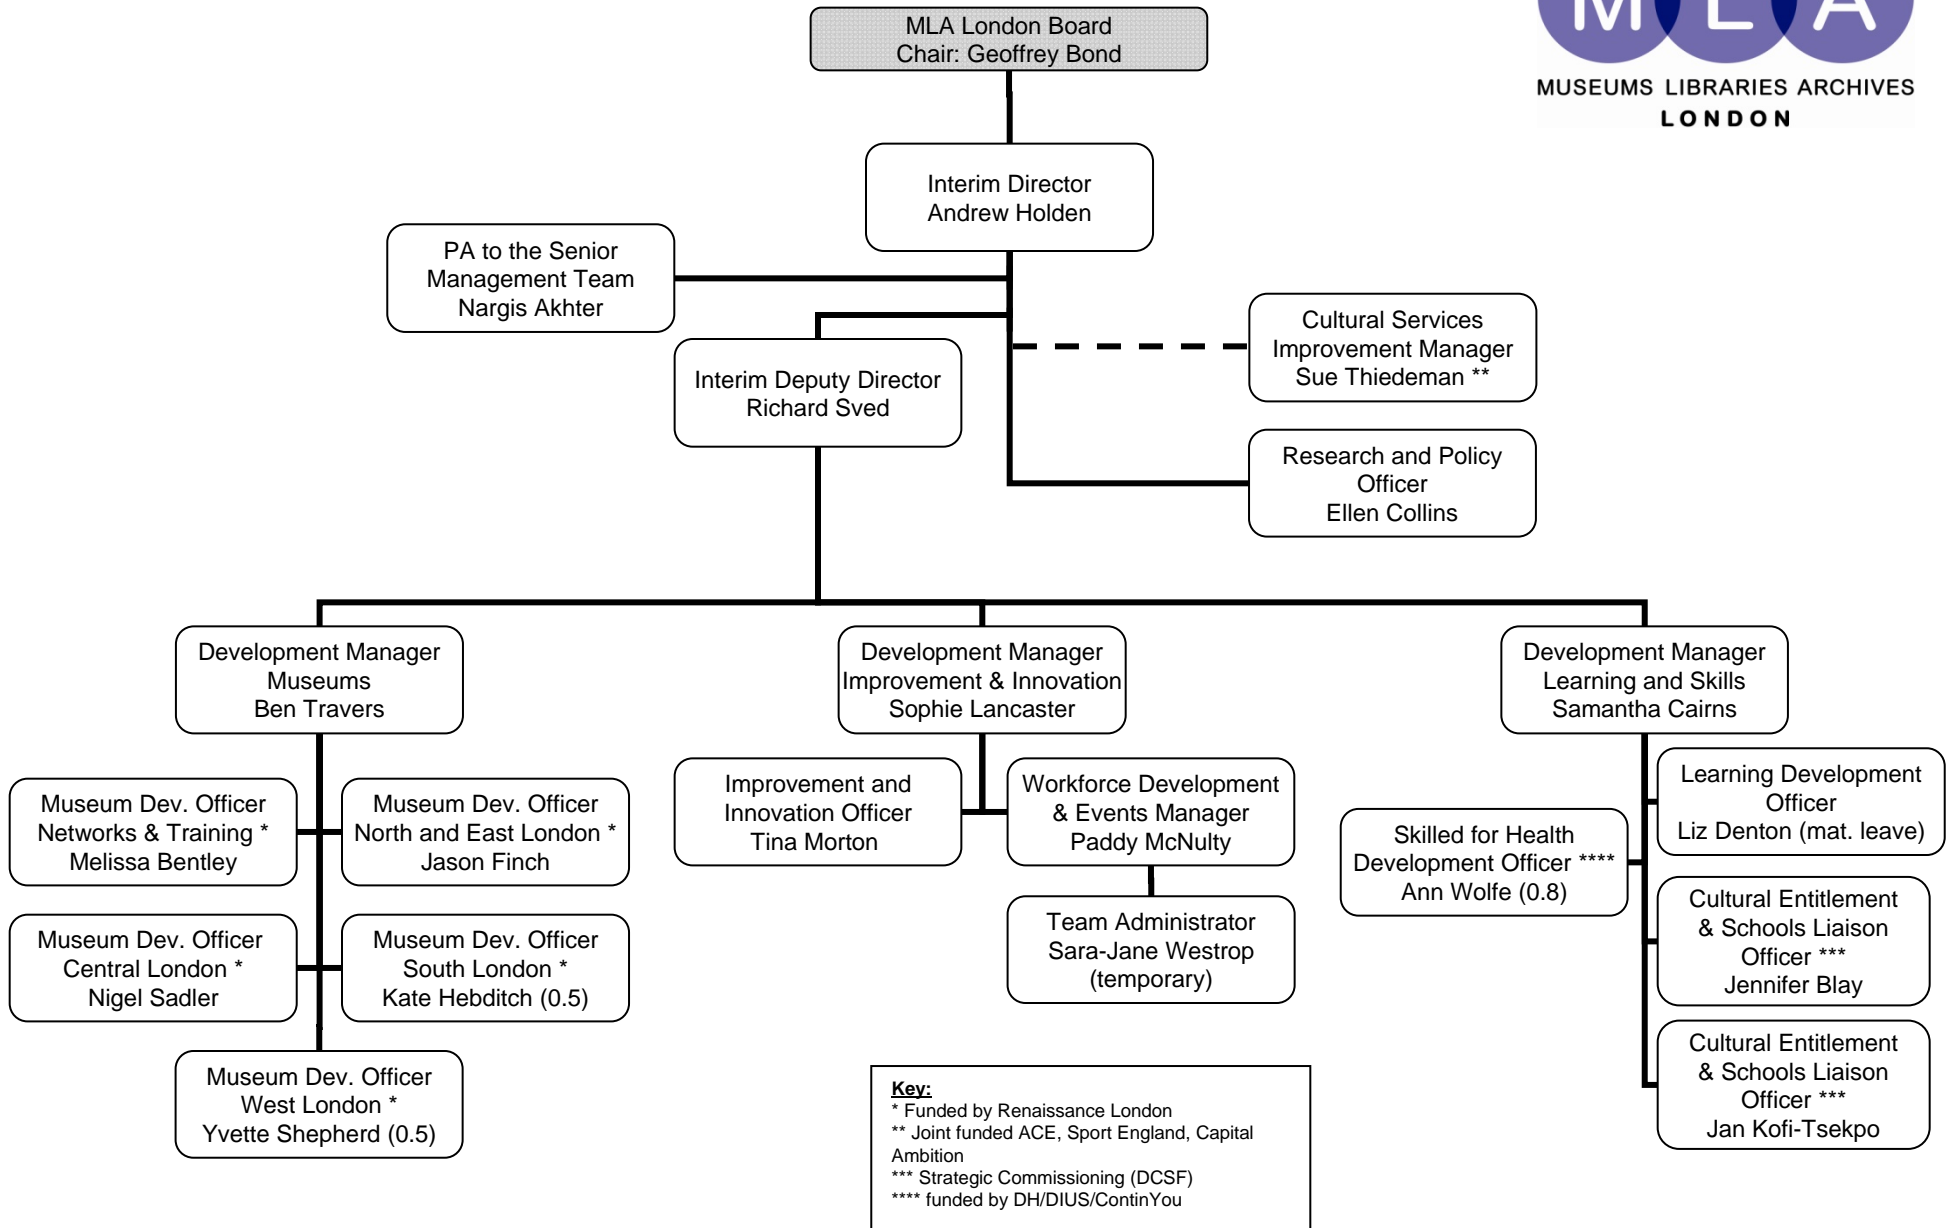 MLA London Board
Chair: Geoffrey Bond
MLA
MUSEUMS LIBRARIES ARCHIVES
LONDON
Interim Director
Andrew Holden
PA to the Senior
Management Team
Nargis Akhter
Cultural Services
Improvement Manager
Sue Thiedeman **
Interim Deputy Director
Richard Sved
Research and Policy
Officer
Ellen Collins
Development Manager
Museums
Ben Travers
Development Manager
Improvement & Innovation
Sophie Lancaster
Development Manager
Learning and Skills
Samantha Cairns
Museum Dev. Officer
Networks & Training *
Melissa Bentley
Museum Dev. Officer
North and East London *
Jason Finch
Museum Dev. Officer
Central London *
Nigel Sadler
Museum Dev. Officer
South London *
Kate Hebditch (0.5)
Museum Dev. Officer
West London *
Yvette Shepherd (0.5)
Improvement and
Innovation Officer
Tina Morton
Workforce Development
& Events Manager
Paddy McNulty
Team Administrator
Sara-Jane Westrop
(temporary)
Learning Development
Officer
Liz Denton (mat. leave)
Skilled for Health
Development Officer ****
Ann Wolfe (0.8)
Cultural Entitlement
& Schools Liaison
Officer ***
Jennifer Blay
Cultural Entitlement
& Schools Liaison
Officer ***
Jan Kofi-Tsekpo
Key:
* Funded by Renaissance London
** Joint funded ACE, Sport England, Capital
Ambition
*** Strategic Commissioning (DCSF)
**** funded by DH/DIUS/ContinYou